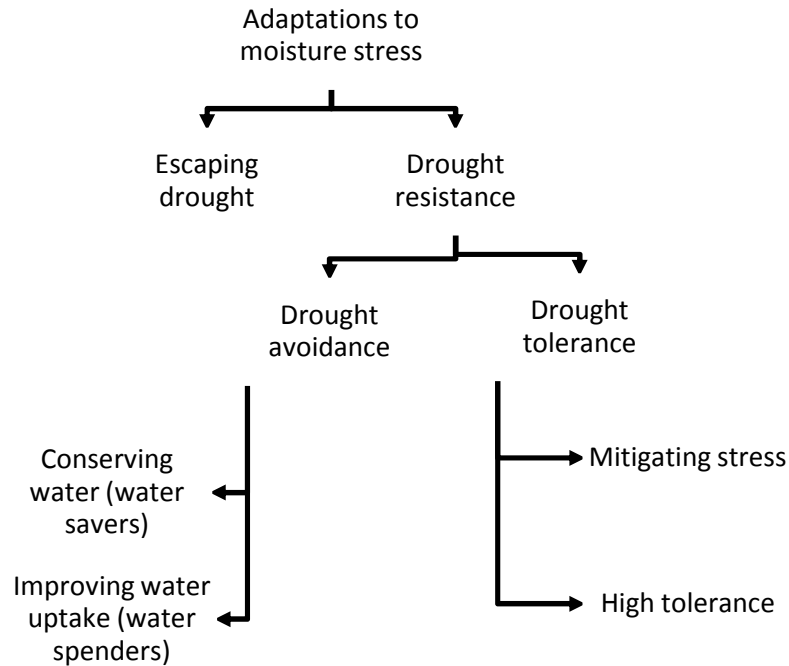 Adaptations to
moisture stress
Escaping
drought
Drought
resistance
Drought
avoidance
Drought
tolerance
Conserving
water (water
savers)
Mitigating stress
Improving water
uptake (water
spenders)
High tolerance